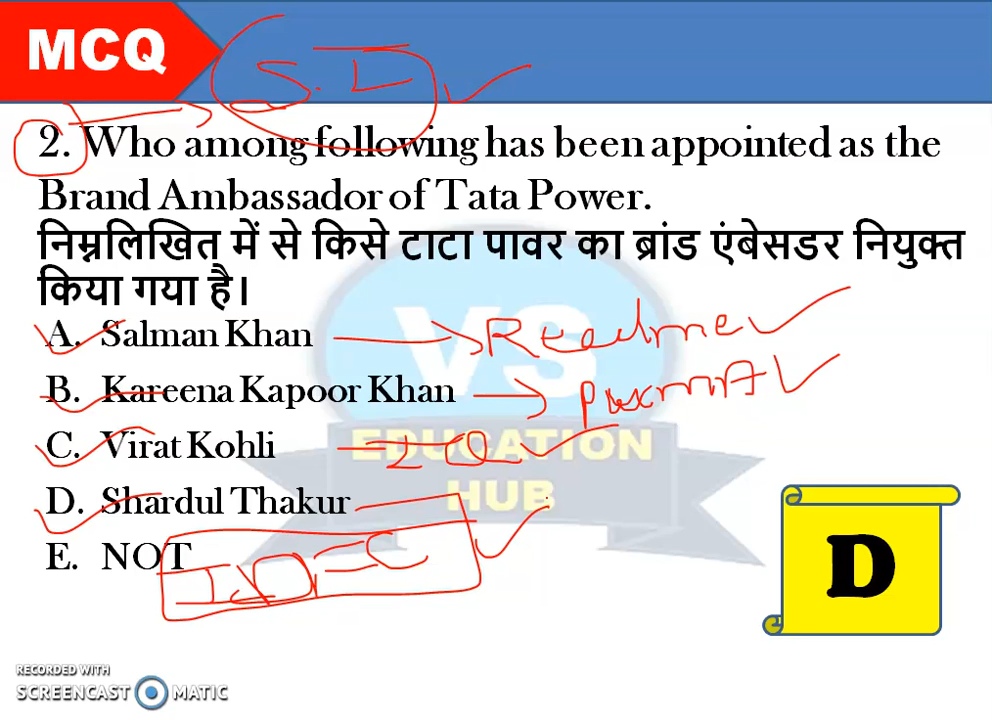 MCQ
S. L
2. Who among following has been appointed as the
Brand Ambassador of Tata Power.
निम्नलिखित में से किसे टाटा पावर का ब्रांड एंबेसडर नियुक्त
किया गया है।
A. Salman Khan
B. Kareena Kapoor Khan
C. Virat Kohli
D. Shardul Thakur
E. NOT
VS
EDUCATION
HUB
D
RECORDED WITH
SCREENCAST MATIC